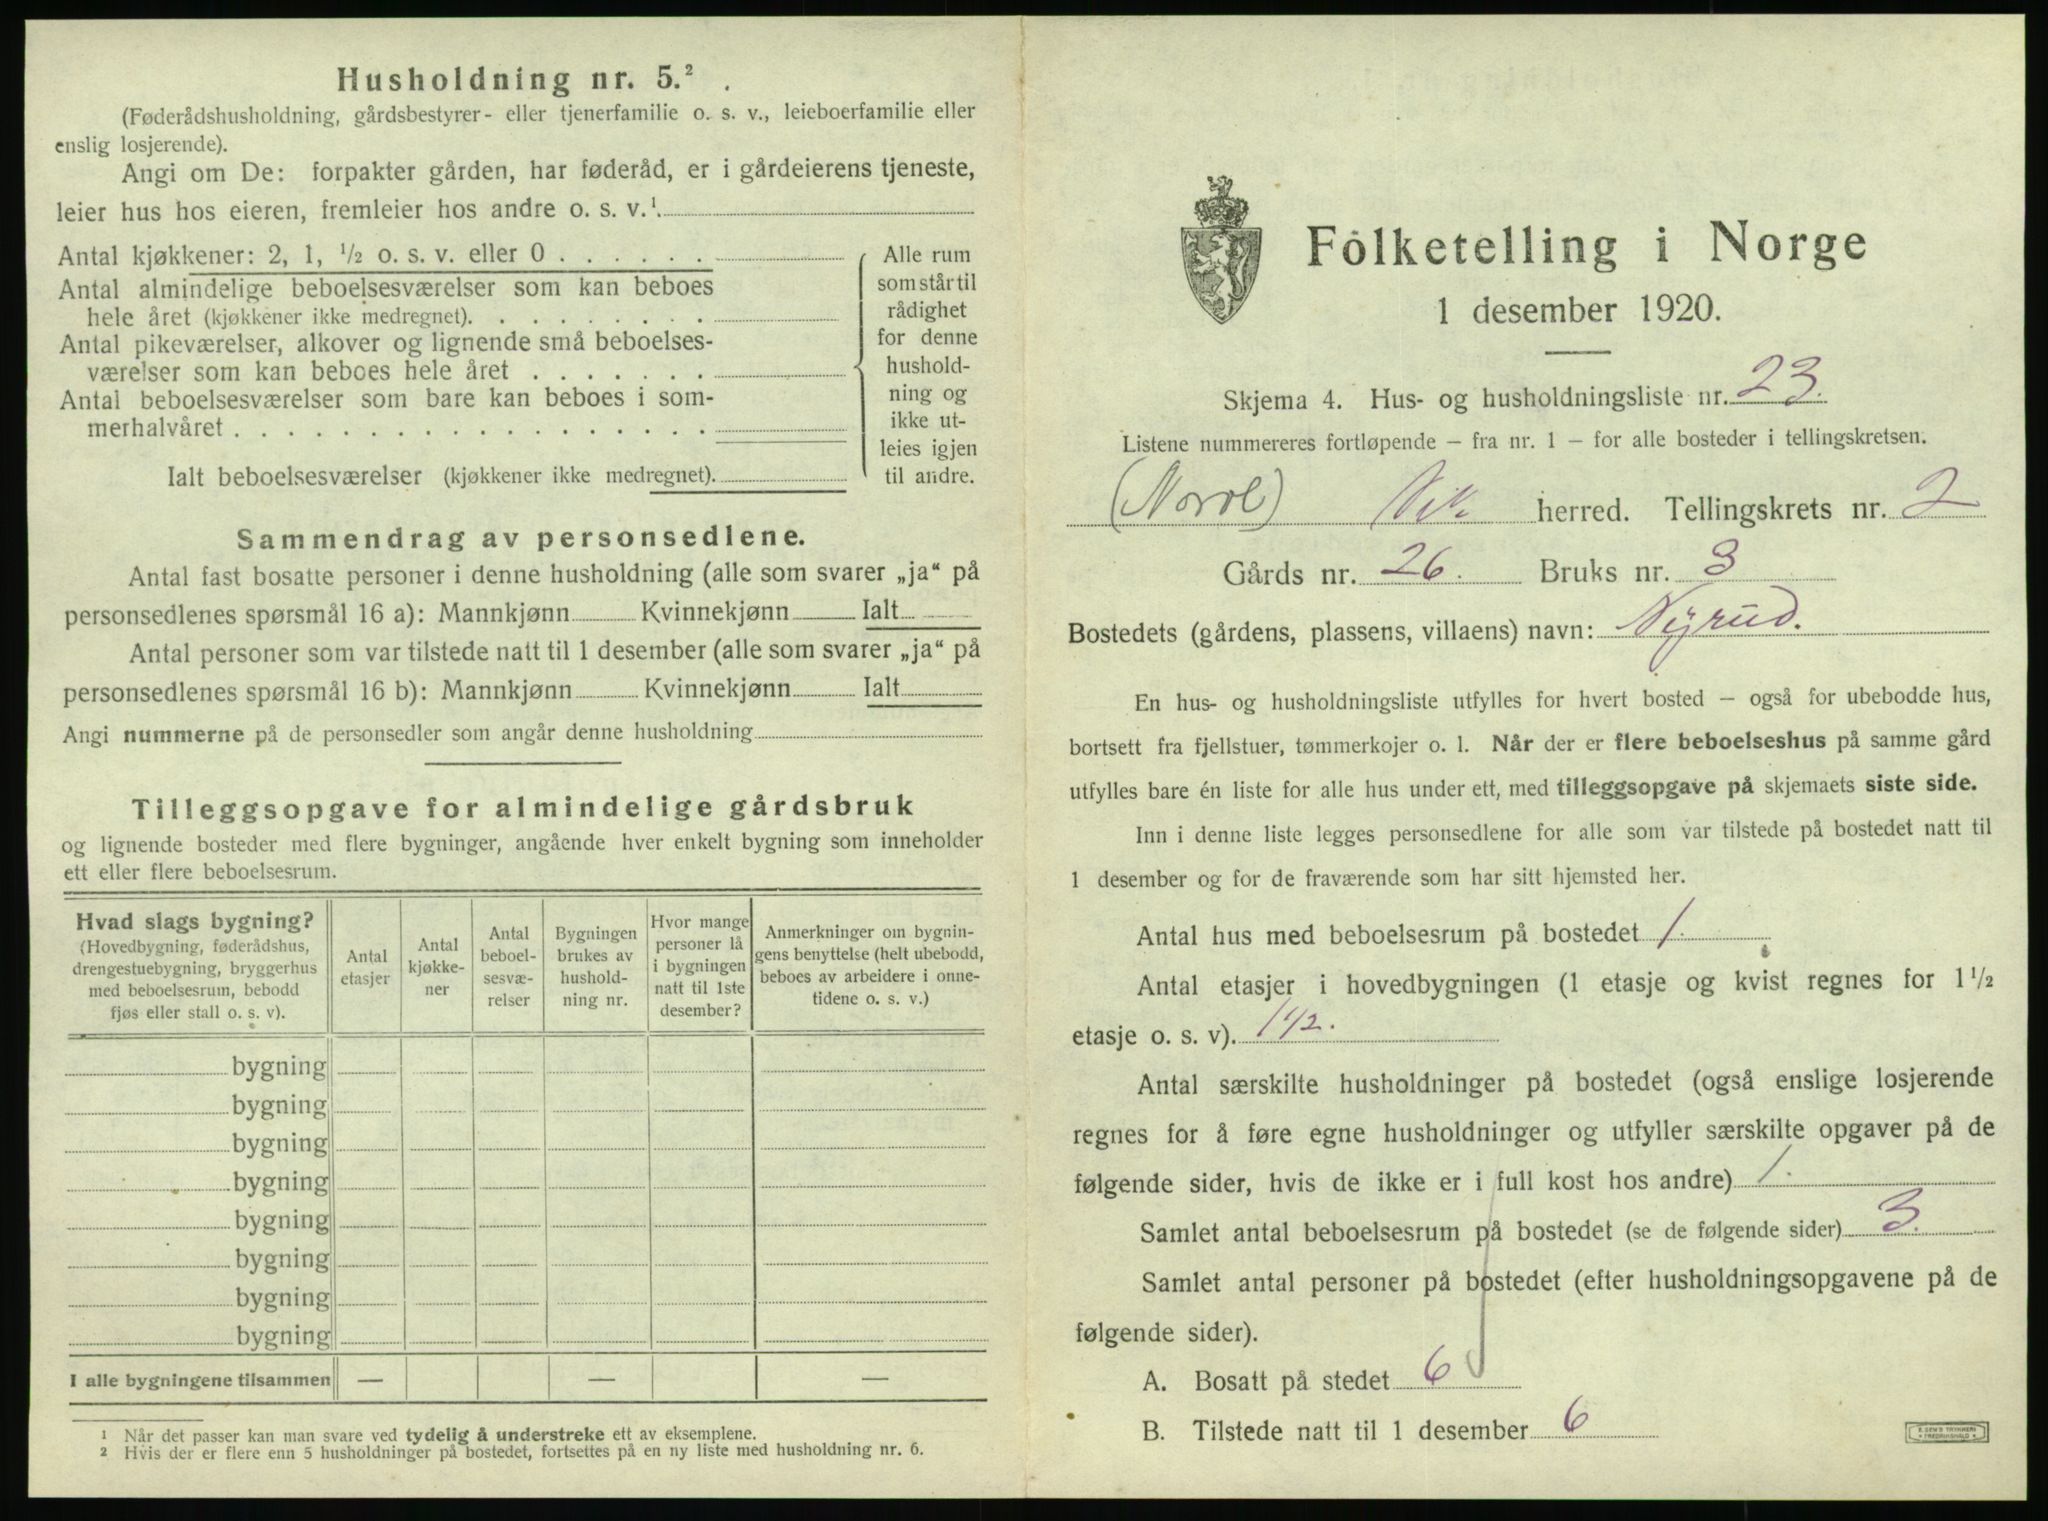 Husholdning nr. 5.²
(Føderådshusholdning, gårdsbestyrer- eller tjenerfamilie o. s. v., leieboerfamilie eller
enslig losjerende).
Angi om De: forpakter gården, har føderåd, er i gårdeierens tjeneste,
leier hus hos eieren, fremleier hos andre o. s. v.¹
Antal kjøkkener: 2, 1, ½ o. s. v. eller 0
Antal almindelige beboelsesværelser som kan beboes
hele året (kjøkkener ikke medregnet).
Antal pikeværelser, alkover og lignende små beboelses-
værelser som kan beboes hele året
Antal beboelsesværelser som bare kan beboes i som-
merhalvåret
Ialt beboelsesværelser (kjøkkener ikke medregnet).
Alle rum
som står til
rådighet
for denne
hushold-
ning og
ikke ut-
leies igjen
til andre.
Sammendrag av personsedlene.
Antal fast bosatte personer i denne husholdning (alle som svarer „ja“ på
personsedlenes spørsmål 16 a): Mannkjønn Kvinnekjønn Ialt
Antal personer som var tilstede natt til 1 desember (alle som svarer „ja“ på
personsedlenes spørsmål 16 b): Mannkjønn Kvinnekjønn Ialt
Angi nummerne på de personsedler som angår denne husholdning
Tilleggsopgave for almindelige gårdsbruk
og lignende bosteder med flere bygninger, angående hver enkelt bygning som inneholder
ett eller flere beboelsesrum.
Hvad slags bygning?
(Hovedbygning, føderådshus,
drengestuebygning, bryggerhus
med beboelsesrum, bebodd
fjøs eller stall o. s. v).
Antal
etasjer
Antal
kjøkke-
ner
Antal
beboel-
sesvæ-
relser
Bygningen
brukes av
hushold-
ning nr.
Hvor mange
personer lå
i bygningen
natt til 1ste
desember?
Anmerkninger om bygnin-
gens benyttelse (helt ubebodd,
beboes av arbeidere i onne-
tidene o. s. v.)
bygning
bygning
bygning
bygning
bygning
bygning
bygning
bygning
I alle bygningene tilsammen — — —
¹ Når det passer kan man svare ved tydelig å understreke ett av eksemplene.
² Hvis der er flere enn 5 husholdninger på bostedet, fortsettes på en ny liste med husholdning nr. 6.
Folketelling i Norge
1 desember 1920.
Skjema 4. Hus- og husholdningsliste nr. 23.
Listene nummereres fortløpende – fra nr. 1 – for alle bosteder i tellingskretsen.
(Norol) Vik herred. Tellingskrets nr. 2
Gårds nr. 26. Bruks nr. 3
Bostedets (gårdens, plassens, villaens) navn: Nyrud.
En hus- og husholdningsliste utfylles for hvert bosted – også for ubebodde hus,
bortsett fra fjellstuer, tømmerkojer o. l. Når der er flere beboelseshus på samme gård
utfylles bare én liste for alle hus under ett, med tilleggsopgave på skjemaets siste side.
Inn i denne liste legges personsedlene for alle som var tilstede på bostedet natt til
1 desember og for de fraværende som har sitt hjemsted her.
Antal hus med beboelsesrum på bostedet 1.
Antal etasjer i hovedbygningen (1 etasje og kvist regnes for 1½
etasje o. s. v). 1 1/2.
Antal særskilte husholdninger på bostedet (også enslige losjerende
regnes for å føre egne husholdninger og utfyller særskilte opgaver på de
følgende sider, hvis de ikke er i full kost hos andre) 1.
Samlet antal beboelsesrum på bostedet (se de følgende sider) 3.
Samlet antal personer på bostedet (efter husholdningsopgavene på de
følgende sider).
A. Bosatt på stedet 6
B. Tilstede natt til 1 desember 6